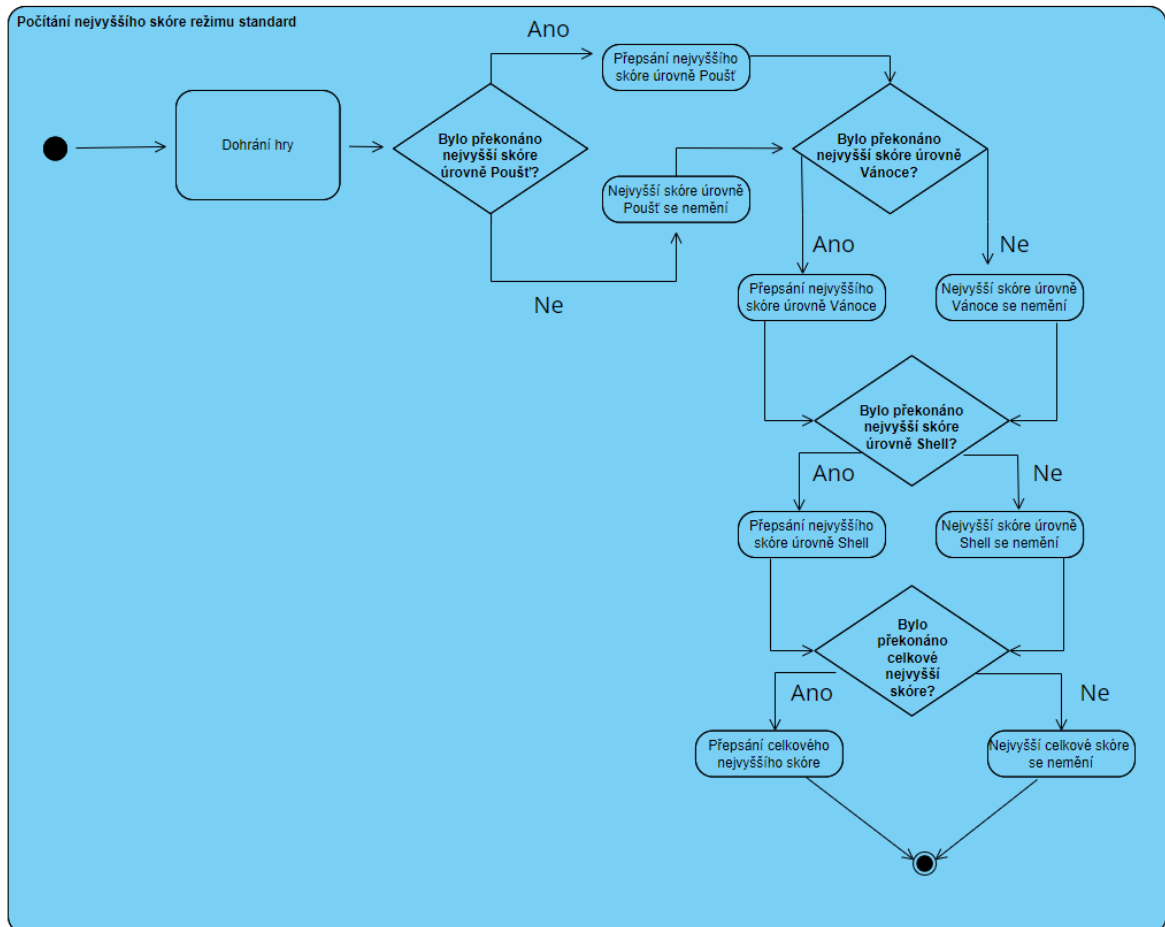 Počítání nejvyššího skóre režimu standard
Ano
Přepsání nejvyššího
skóre úrovně Poušť
Dohrání hry
Bylo překonáno
nejvyšší skóre
úrovně Poušť?
Bylo překonáno
nejvyšší skóre úrovně
Vánoce?
Nejvyšší skóre úrovně
Poušť se nemění
Ne
Ano
Ne
Přepsání nejvyššího
skóre úrovně Vánoce
Nejvyšší skóre úrovně
Vánoce se nemění
Bylo překonáno
nejvyšší skóre
úrovně Shell?
Ano
Ne
Přepsání nejvyššího
skóre úrovně Shell
Nejvyšší skóre úrovně
Shell se nemění
Bylo
překonáno
celkové
nejvyšší
skóre?
Ano
Ne
Přepsání celkového
nejvyššího skóre
Nejvyšší celkové skóre
se nemění